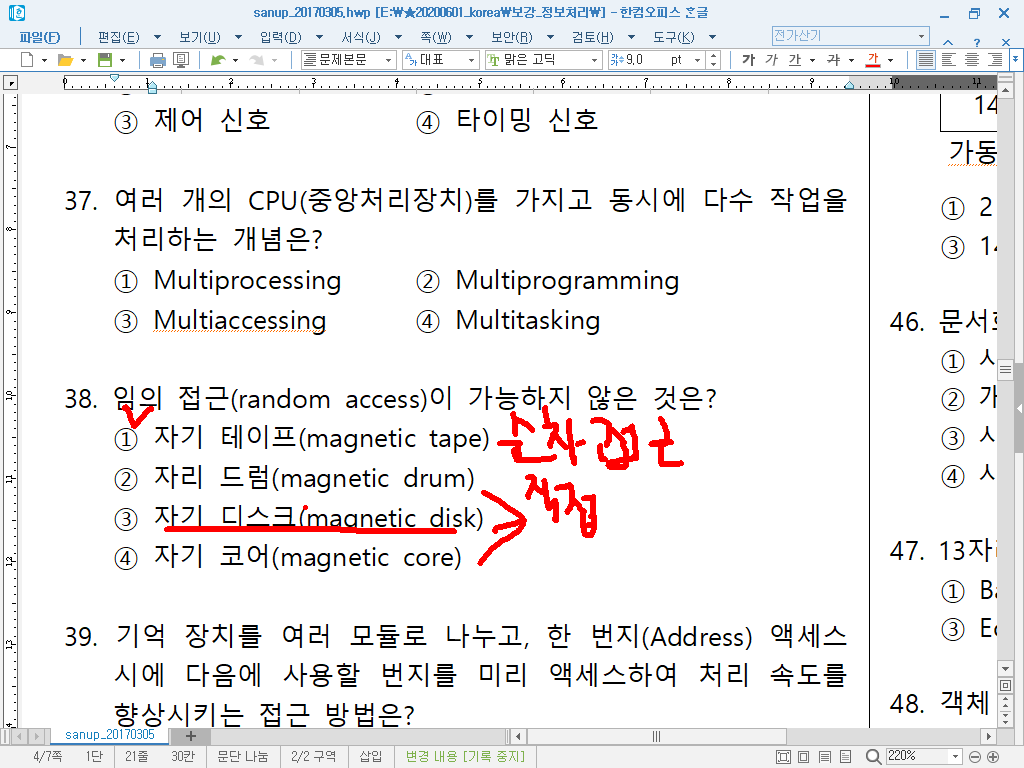 sanup_20170305.hwp [E:₩★20200601_korea₩보강_정보처리₩] - 한컴오피스 흔글
파일(F) 편집(E) 보기(U) 입력(D) 서식(J) 쪽(W) 보안(R) 검토(H) 도구(K) 전가산기
문제본문 대표 맑은 고딕 9,0 pt 가 가 가 가 가
③ 제어 신호 ④ 타이밍 신호
37. 여러 개의 CPU(중앙처리장치)를 가지고 동시에 다수 작업을
처리하는 개념은?
① Multiprocessing ② Multiprogramming
③ Multiaccessing ④ Multitasking
38. 임의 접근(random access)이 가능하지 않은 것은?
① 자기 테이프(magnetic tape) 순차접근
② 자리 드럼(magnetic drum)
직접
③ 자기 디스크(magnetic disk)
④ 자기 코어(magnetic core)
39. 기억 장치를 여러 모듈로 나누고, 한 번지(Address) 액세스
시에 다음에 사용할 번지를 미리 액세스하여 처리 속도를
향상시키는 접근 방법은?
14
가동
① 2
③ 14
46. 문서화
① 시
② 가
③ 시
④ 시
47. 13자리
① Ba
③ Ec
48. 객체
sanup_20170305
4/7쪽 1단 21줄 30칸 문단 나눔 2/2 구역 삽입 변경 내용 [기록 중지] 220%